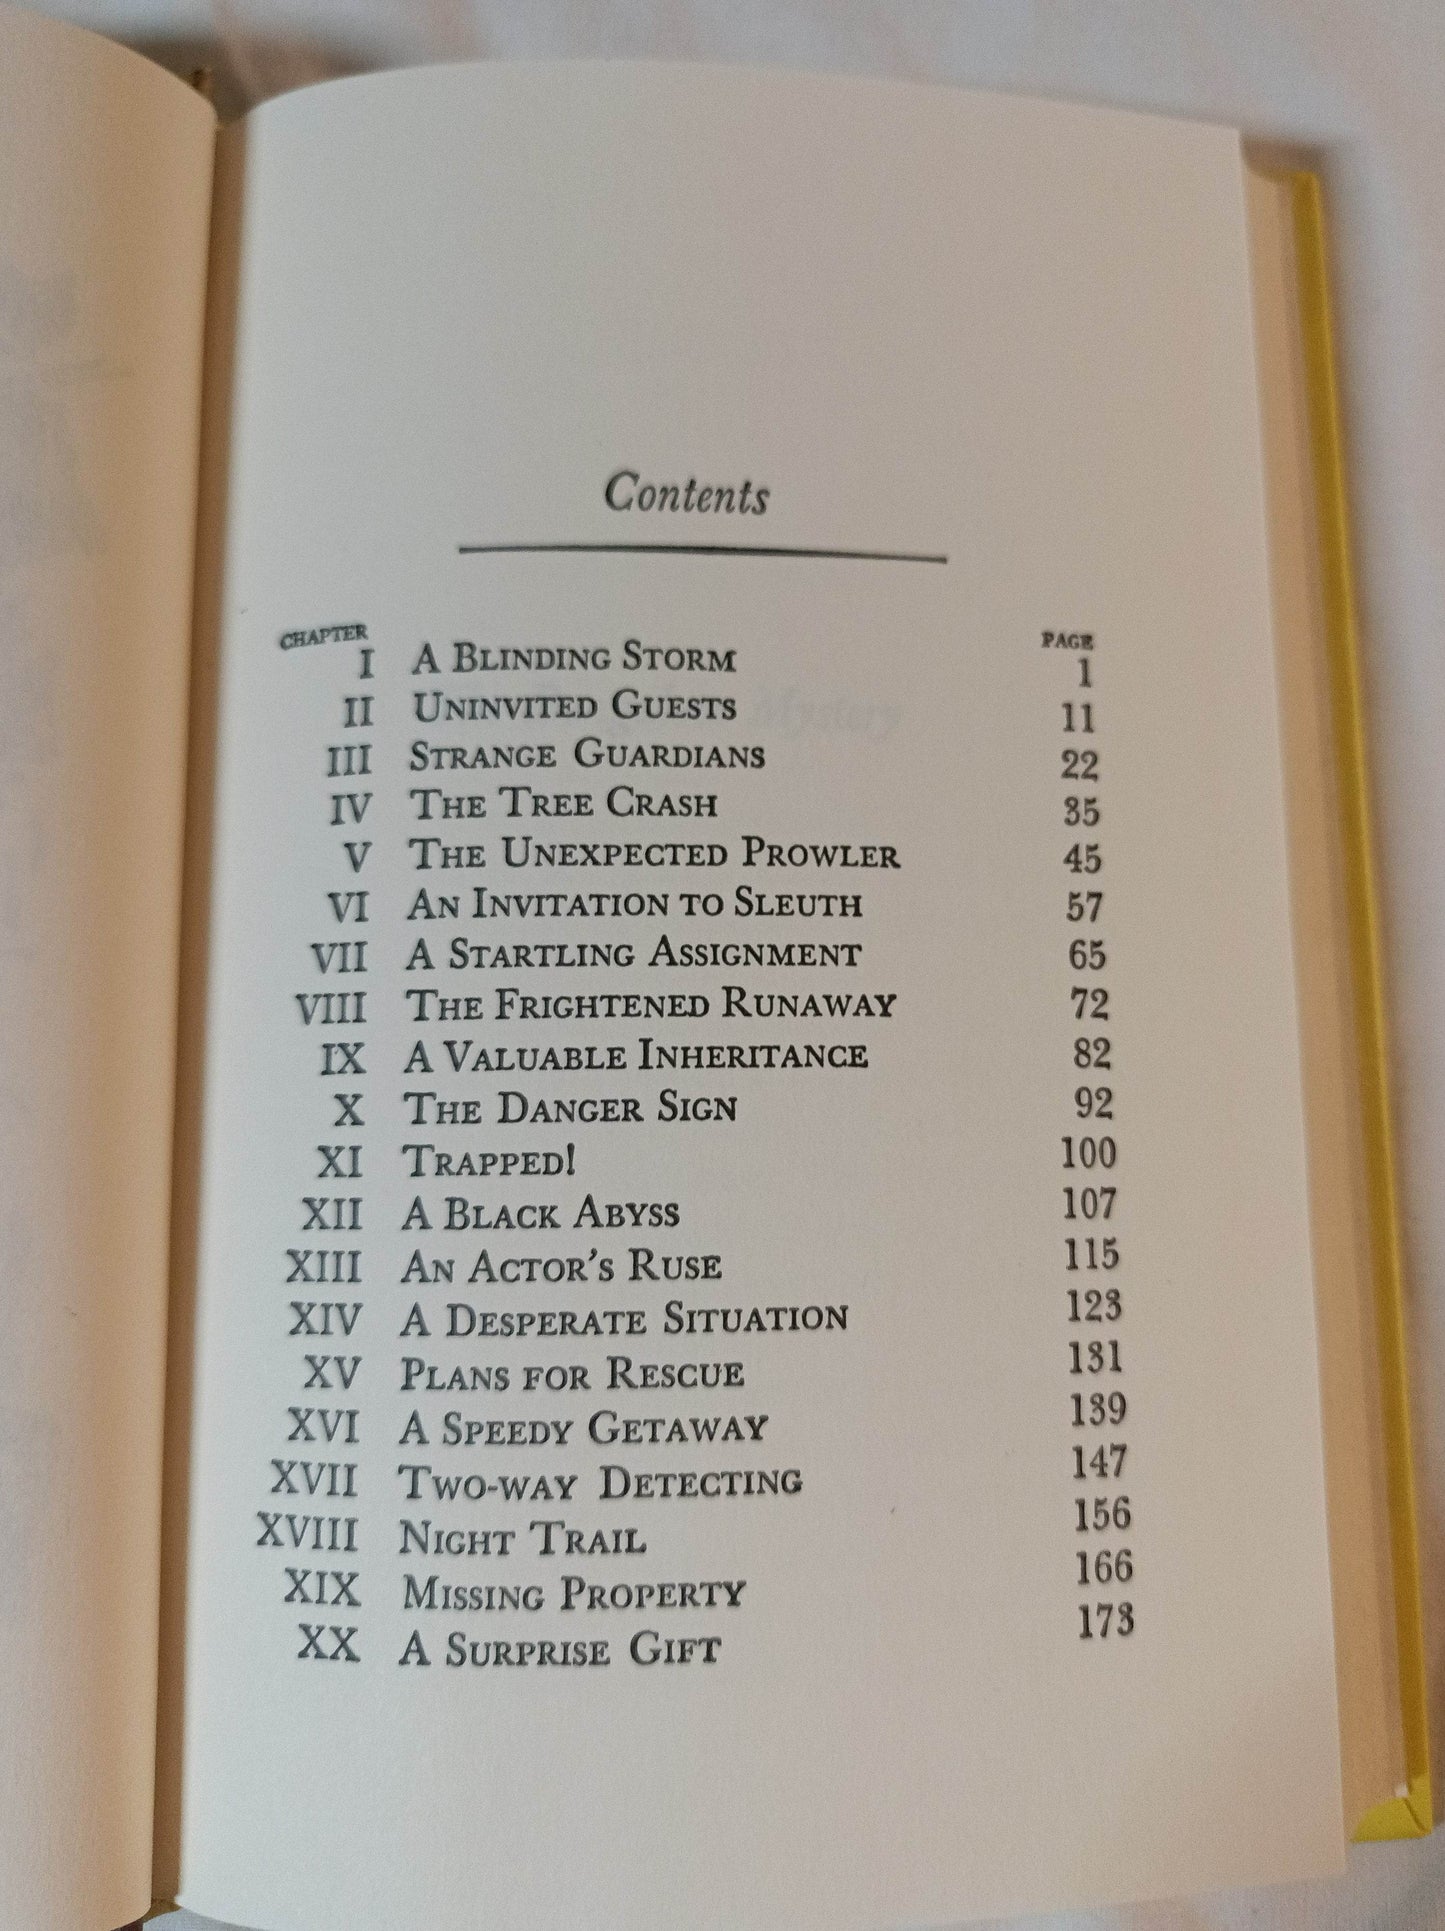 Contents
CHAPTER PAGE
I A BLINDING STORM 1
II UNINVITED GUESTS 11
III STRANGE GUARDIANS 22
IV THE TREE CRASH 35
V THE UNEXPECTED PROWLER 45
VI AN INVITATION TO SLEUTH 57
VII A STARTLING ASSIGNMENT 65
VIII THE FRIGHTENED RUNAWAY 72
IX A VALUABLE INHERITANCE 82
X THE DANGER SIGN 92
XI TRAPPED! 100
XII A BLACK ABYSS 107
XIII AN ACTOR'S RUSE 115
XIV A DESPERATE SITUATION 123
XV PLANS FOR RESCUE 131
XVI A SPEEDY GETAWAY 139
XVII TWO-WAY DETECTING 147
XVIII NIGHT TRAIL 156
XIX MISSING PROPERTY 166
XX A SURPRISE GIFT 173